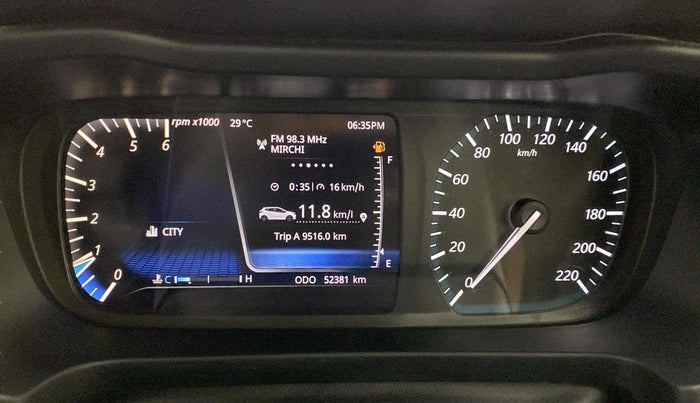 rpm x1000
29°C
06:35PM
FM 98.3 MHz
MIRCHI
F
0:35
16 km/h
11.8 km/l
Trip A 9516.0 km
E
CITY
C
H
ODO 52381 km
0
1
2
3
4
5
6
0
20
40
60
80
100
120
140
160
180
200
220
km/h